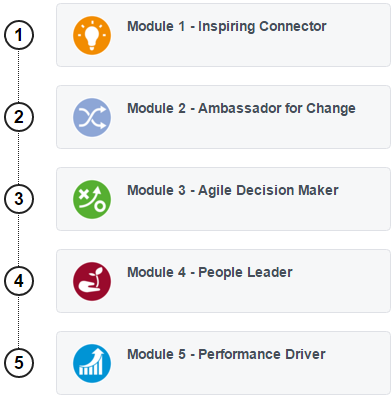 1
Module 1 - Inspiring Connector
2
Module 2 - Ambassador for Change
3
Module 3 - Agile Decision Maker
4
Module 4 - People Leader
5
Module 5 - Performance Driver